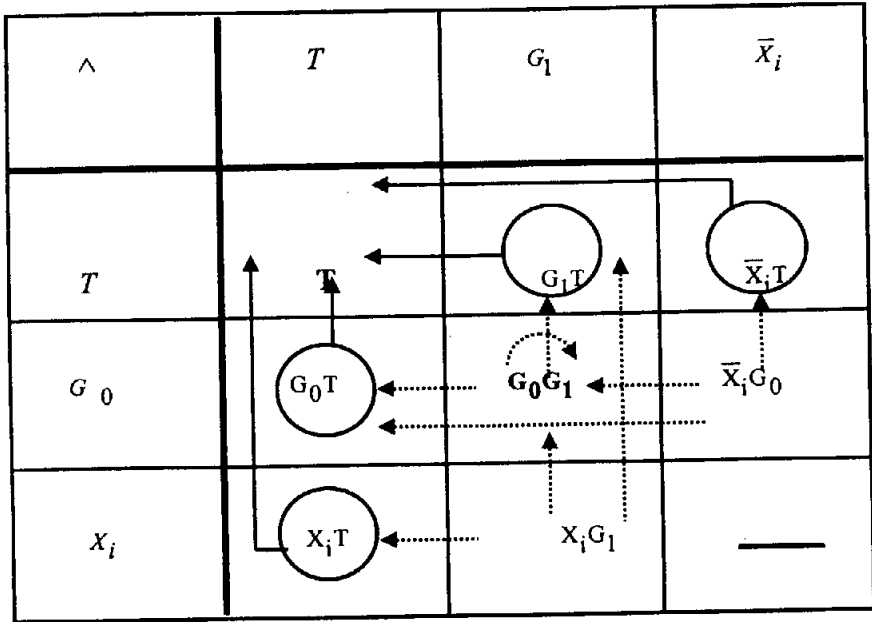 ∧ T G₁ X̅ᵢ
T T G₁T X̅ᵢT
G₀ G₀T G₀G₁ X̅ᵢG₀
Xᵢ XᵢT XᵢG₁ —